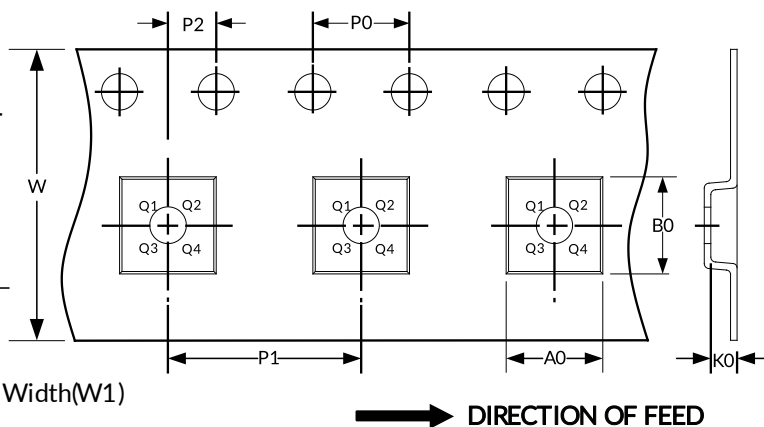 P2
P0
W
Q1 Q2
Q3 Q4
Q1 Q2
Q3 Q4
Q1 Q2
Q3 Q4
B0
P1
A0
K0
Width(W1)
DIRECTION OF FEED